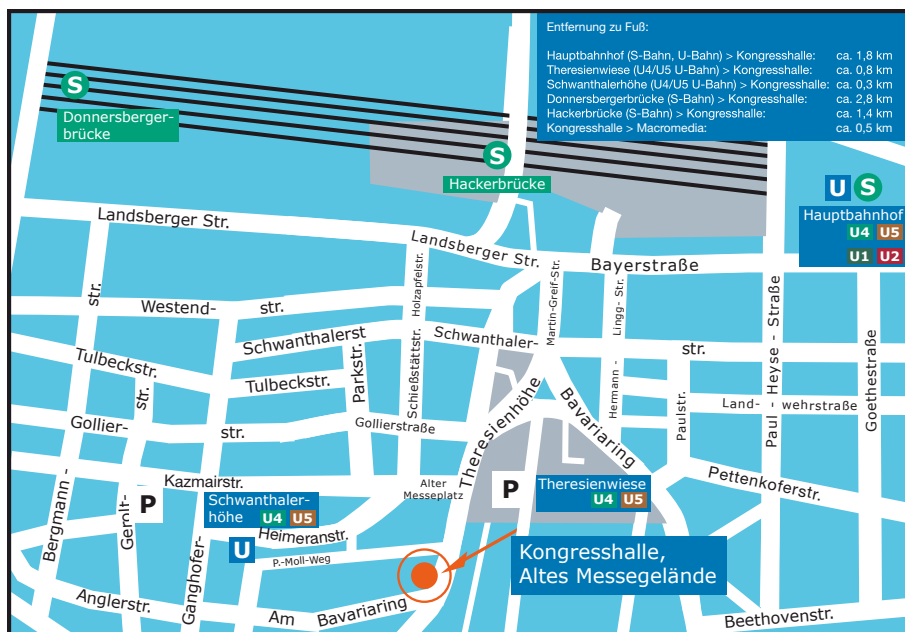 Entfernung zu Fuß:
Hauptbahnhof (S-Bahn, U-Bahn) > Kongresshalle: ca. 1,8 km
Theresienwiese (U4/U5 U-Bahn) > Kongresshalle: ca. 0,8 km
Schwanthalerhöhe (U4/U5 U-Bahn) > Kongresshalle: ca. 0,3 km
Donnersbergerbrücke (S-Bahn) > Kongresshalle: ca. 2,8 km
Hackerbrücke (S-Bahn) > Kongresshalle: ca. 1,4 km
Kongresshalle > Macromedia: ca. 0,5 km
S
Donnersberger-
brücke
S
Hackerbrücke
U S
Hauptbahnhof
U4 U5
U1 U2
Landsberger Str.
Landsberger Str.
Bayerstraße
Holzapfelstr.
Martin-Greif-Str.
Hermann - Lingg- Str.
Paul - Heyse - Straße
Goethestraße
Westend- str.
Schwanthalerst
Schwanthaler- str.
Tulbeckstr.
Tulbeckstr.
Parkstr.
Schießstättstr.
Theresienhöhe
Bavariaring
Paulstr.
Land- wehrstraße
Gollier- str.
Gollierstraße
Bergmann - str.
Gerolt- str.
Ganghofer-
Kazmairstr.
Alter
Messeplatz
Pettenkoferstr.
P
P
Schwanthaler-
höhe U4 U5
U
Theresienwiese
U4 U5
Heimeranstr.
P.-Moll-Weg
Kongresshalle,
Altes Messegelände
Anglerstr.
Am Bavariaring
Beethovenstr.